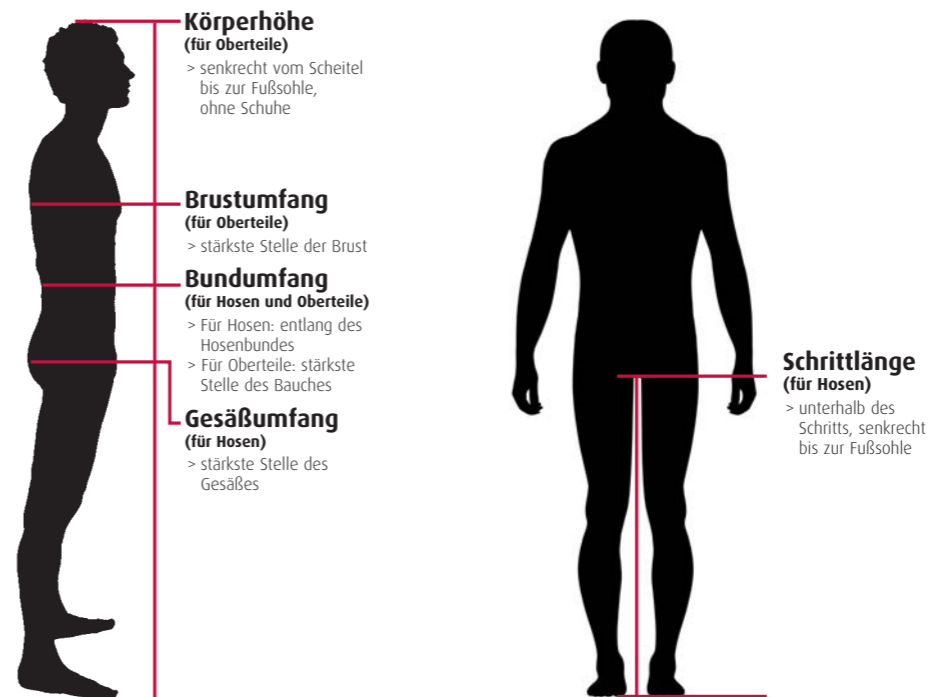 Körperhöhe
(für Oberteile)
> senkrecht vom Scheitel
bis zur Fußsohle,
ohne Schuhe
Brustumfang
(für Oberteile)
> stärkste Stelle der Brust
Bundumfang
(für Hosen und Oberteile)
> Für Hosen: entlang des
Hosenbundes
> Für Oberteile: stärkste
Stelle des Bauches
Gesäßumfang
(für Hosen)
> stärkste Stelle des
Gesäßes
Schrittlänge
(für Hosen)
> unterhalb des
Schritts, senkrecht
bis zur Fußsohle